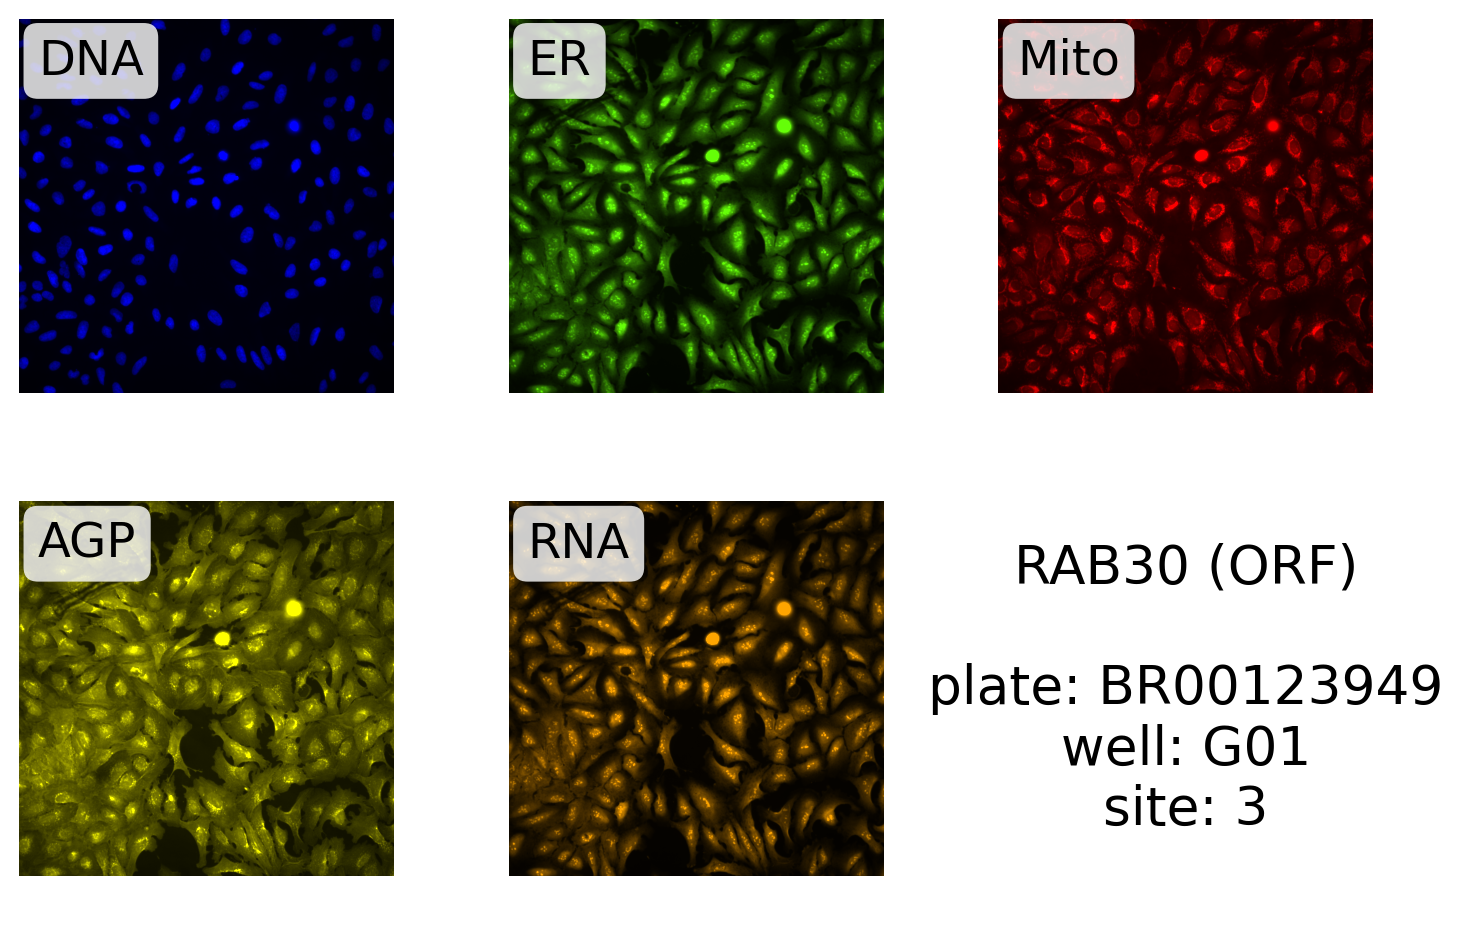 DNA
ER
Mito
AGP
RNA
RAB30 (ORF)
plate: BR00123949
well: G01
site: 3